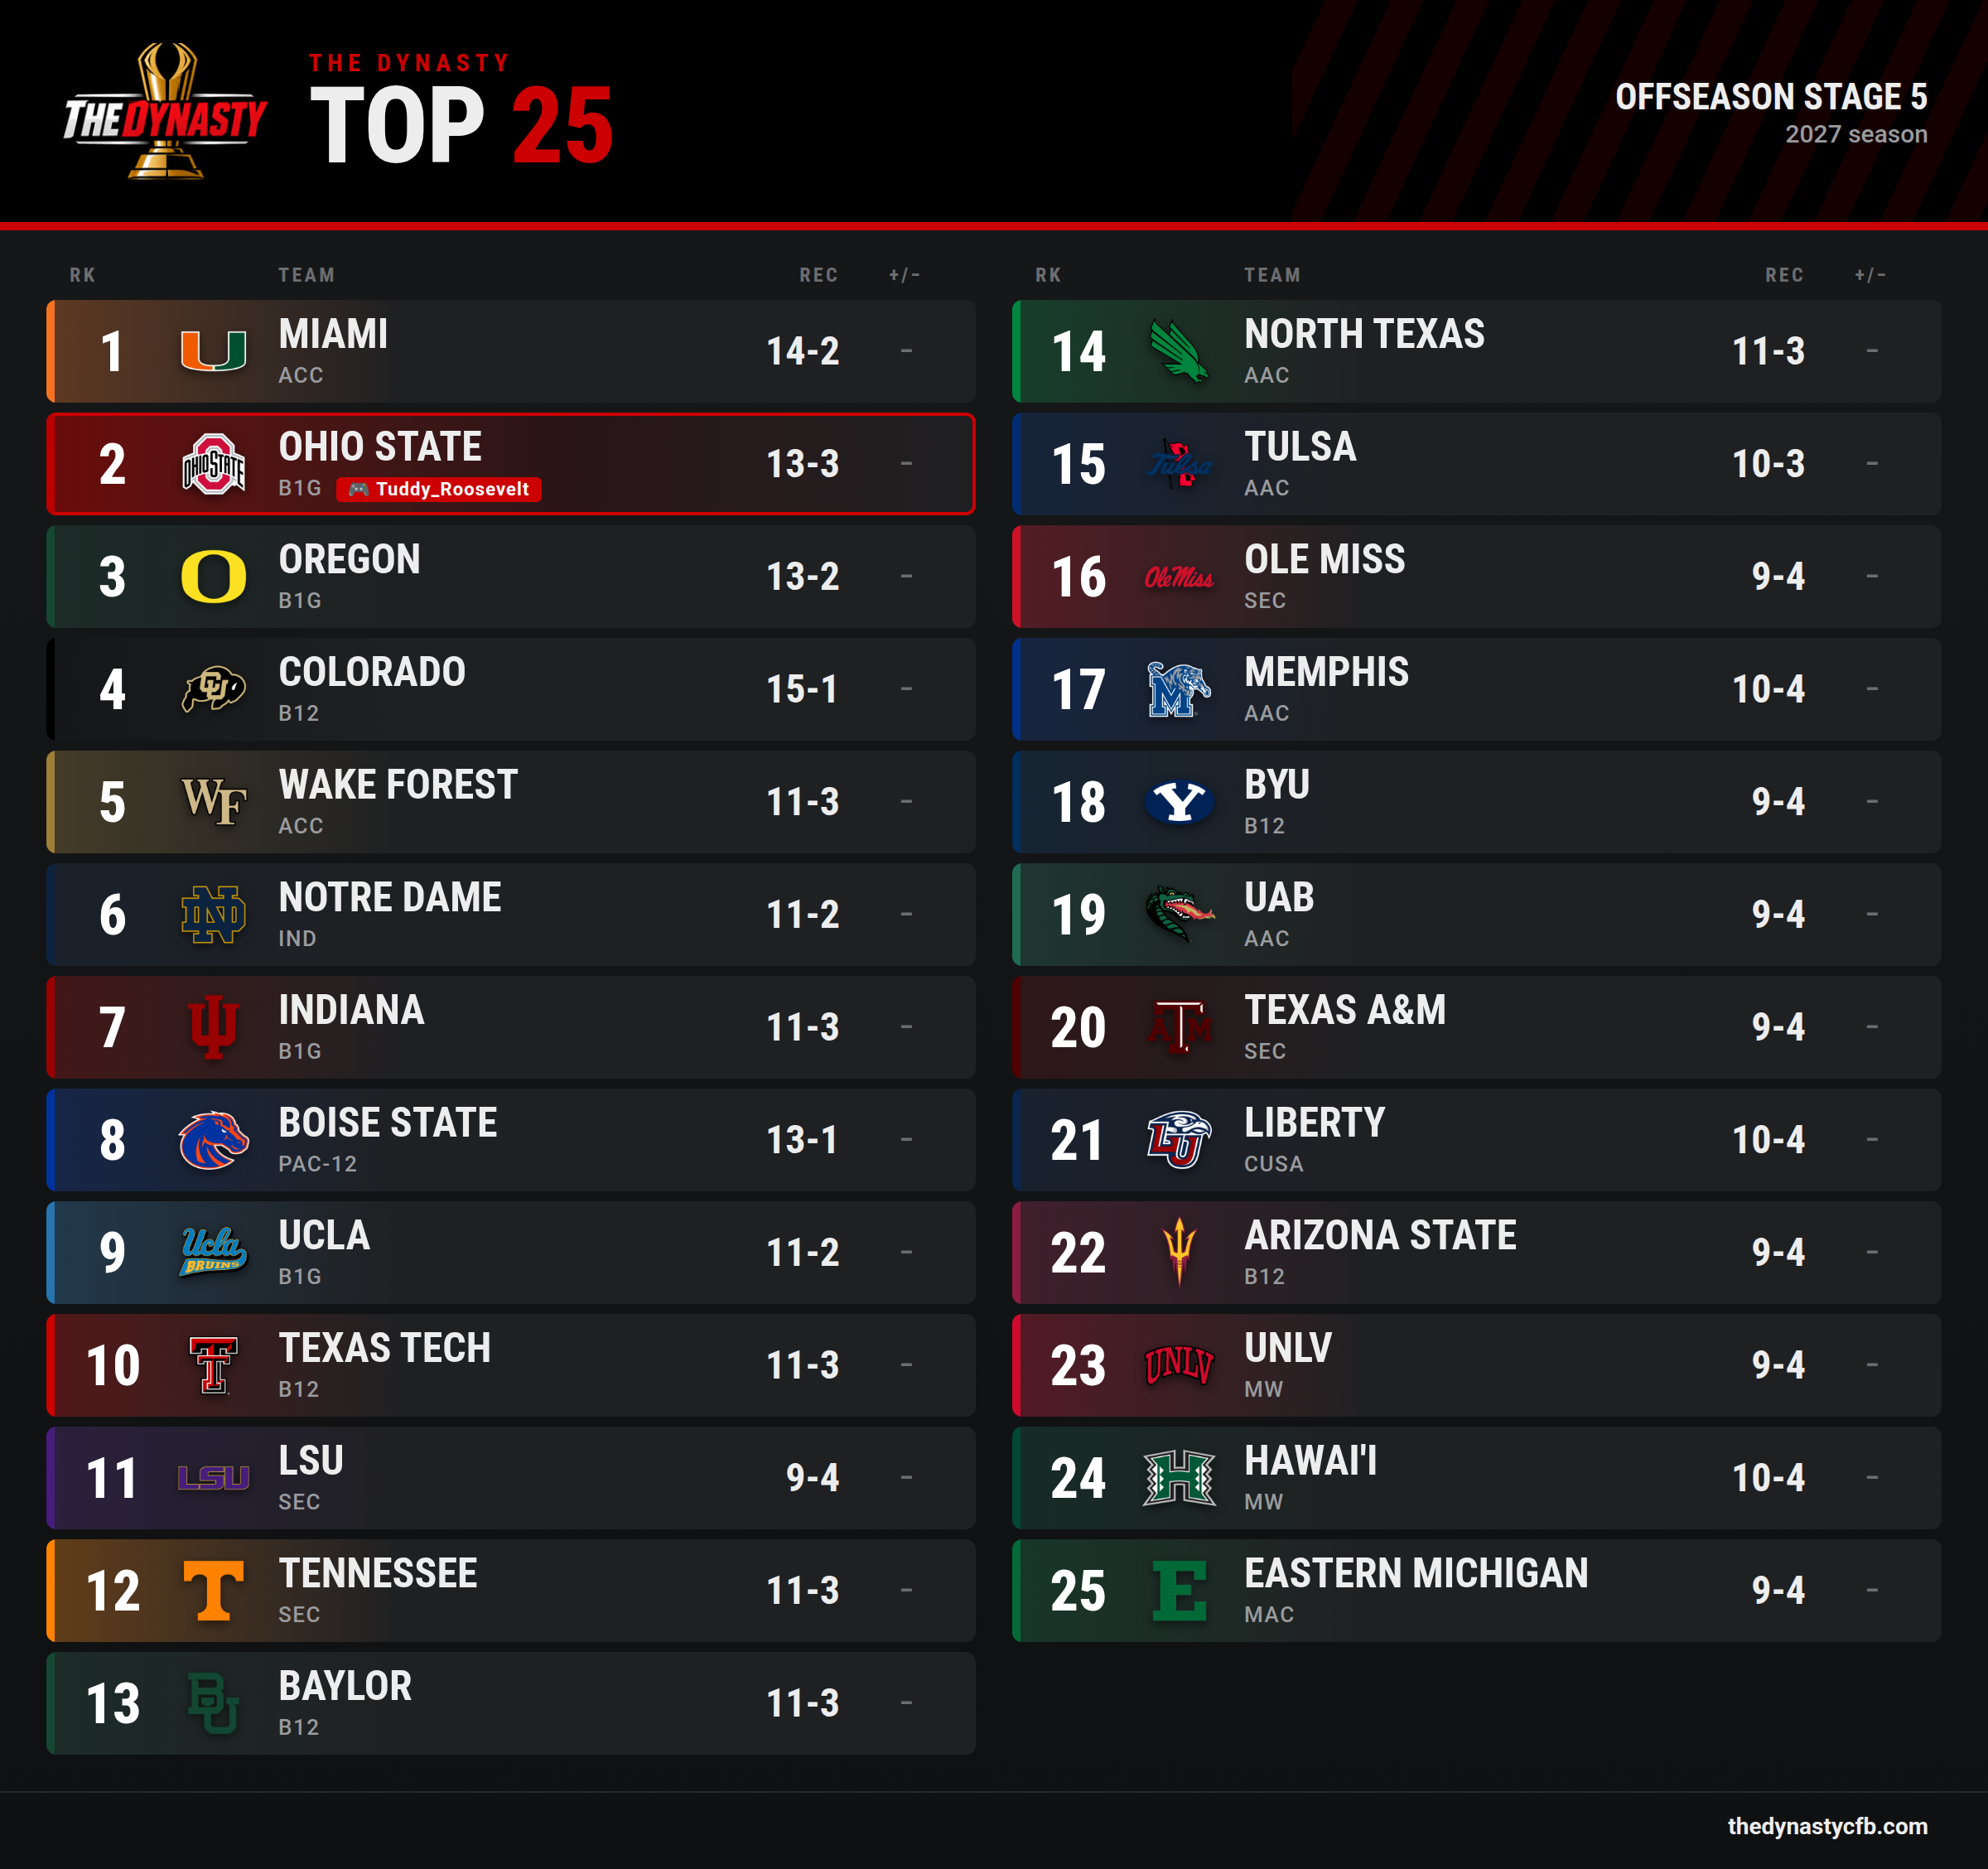 THE DYNASTY
THE DYNASTY
TOP 25
OFFSEASON STAGE 5
2027 season
RK TEAM REC +/−
1 MIAMI 14-2 –
ACC
2 OHIO STATE 13-3 –
B1G 🎮 Tuddy_Roosevelt
3 OREGON 13-2 –
B1G
4 COLORADO 15-1 –
B12
5 WAKE FOREST 11-3 –
ACC
6 NOTRE DAME 11-2 –
IND
7 INDIANA 11-3 –
B1G
8 BOISE STATE 13-1 –
PAC-12
9 UCLA 11-2 –
B1G
10 TEXAS TECH 11-3 –
B12
11 LSU 9-4 –
SEC
12 TENNESSEE 11-3 –
SEC
13 BAYLOR 11-3 –
B12
RK TEAM REC +/−
14 NORTH TEXAS 11-3 –
AAC
15 TULSA 10-3 –
AAC
16 OLE MISS 9-4 –
SEC
17 MEMPHIS 10-4 –
AAC
18 BYU 9-4 –
B12
19 UAB 9-4 –
AAC
20 TEXAS A&M 9-4 –
SEC
21 LIBERTY 10-4 –
CUSA
22 ARIZONA STATE 9-4 –
B12
23 UNLV 9-4 –
MW
24 HAWAI'I 10-4 –
MW
25 EASTERN MICHIGAN 9-4 –
MAC
thedynastycfb.com